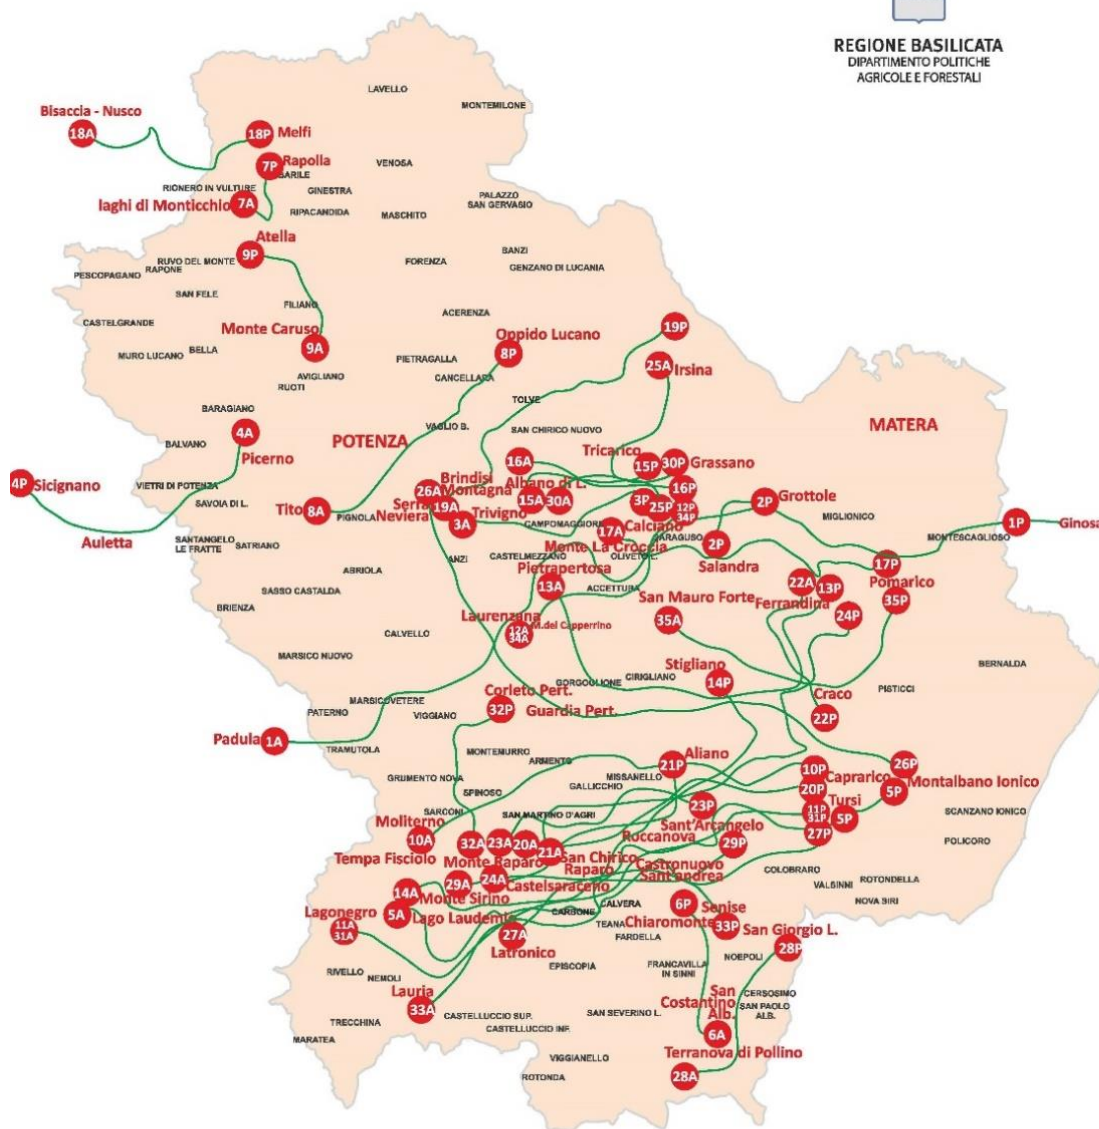 REGIONE BASILICATA
DIPARTIMENTO POLITICHE
AGRICOLE E FORESTALI
LAVELLO
MONTEMILONE
Bisaccia - Nusco
18A
18P Melfi
7P Rapolla
BARILE
VENOSA
RIONERO IN VULTURE
GINESTRA
PALAZZO
SAN GERVASIO
laghi di Monticchio 7A
RIPACANDIDA
MASCHITO
Atella
9P
RUVO DEL MONTE
RAPONE
PESCOPAGANO
FORENZA
BANZI
GENZANO DI LUCANIA
SAN FELE
FILIANO
CASTELGRANDE
ACERENZA
Monte Caruso
9A
19P
Oppido Lucano
8P
MURO LUCANO
BELLA
PIETRAGALLA
25A Irsina
AVIGLIANO
RUOTI
CANCELLARA
TOLVE
BARAGIANO
VAGLIO B.
SAN CHIRICO NUOVO
MATERA
4A
Picerno
BALVANO
POTENZA
Tricarico
15P
30P Grassano
16A
4P Sicignano
VIETRI DI POTENZA
SAVOIA DI L.
Brindisi
Montagna
26A
Albano di L.
16P
Tito 8A
PIGNOLA
Serra
Neviera
19A
Trivigno
3A
15A
30A
3P
25P
12P
34P
2P Grottole
CAMPOMAGGIORE
Calciano
17A
Monte La Croccia
MIGLIONICO
1P Ginosa
MONTESCAGLIOSO
Auletta
SANTANGELO
LE FRATTE
SATRIANO
ANZI
CASTELMEZZANO
OLIVETO L.
GARAGUSO
2P
Salandra
17P
Pomarico
ABRIOLA
Pietrapertosa
13A
ACCETTURA
22A
13P
Ferrandina
35P
SASSO CASTALDA
San Mauro Forte
35A
24P
BRIENZA
Laurenzana
12A
34A
M.del Capperrino
CALVELLO
MARSICO NUOVO
Stigliano
14P
BERNALDA
GORGOGLIONE
CIRIGLIANO
PISTICCI
Corleto Pert.
32P
Guardia Pert.
Craco
22P
MARSICOVETERE
PATERNO
VIGGIANO
Padula 1A
TRAMUTOLA
MONTEMURRO
ARMENTO
Aliano
21P
10P
Caprarico
26P
Montalbano Ionico
5P
GRUMENTO NOVA
MISSANELLO
GALLICCHIO
20P
SPINOSO
SARCONI
SAN MARTINO D'AGRI
23P
Sant'Arcangelo
Tursi
11P
31P
5P
SCANZANO IONICO
Moliterno
10A
Roccanova
27P
POLICORO
Tempa Fisciolo
32A
23A
20A
21A
Monte Raparo
San Chirico
Raparo
29P
Castronuovo
Sant'andrea
COLOBRARO
14A
29A
24A
Castelsaraceno
Monte Sirino
VALSINNI
ROTONDELLA
NOVA SIRI
Lagonegro
11A
31A
5A
Lago Laudemio
CARBONE
CALVERA
TEANA
FARDELLA
6P
Senise
Chiaromonte
33P
San Giorgio L.
28P
27A
Latronico
RIVELLO
NEMOLI
EPISCOPIA
FRANCAVILLA
IN SINNI
NOEPOLI
Lauria
33A
San
Costantino
Alb.
CERSOSIMO
SAN PAOLO
ALB.
TRECCHINA
CASTELLUCCIO SUP.
CASTELLUCCIO INF.
SAN SEVERINO L.
6A
MARATEA
Terranova di Pollino
28A
VIGGIANELLO
ROTONDA